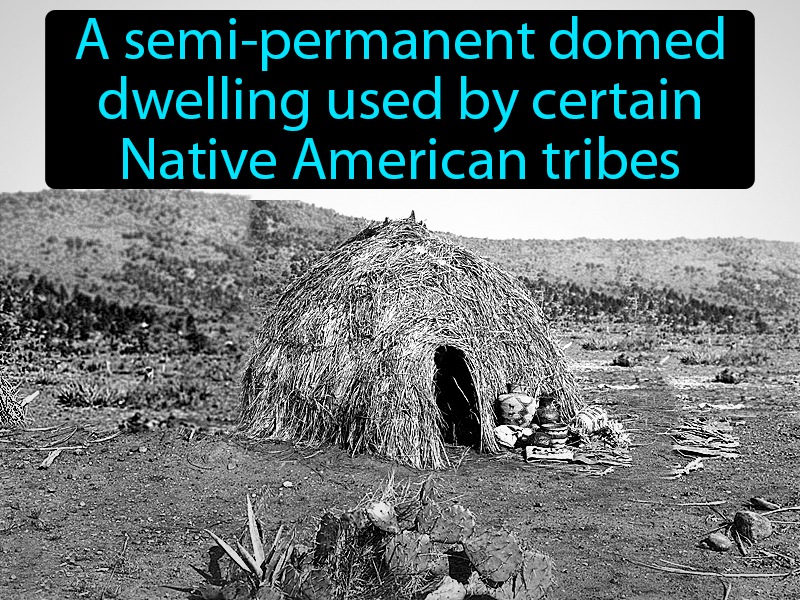 A semi-permanent domed
dwelling used by certain
Native American tribes